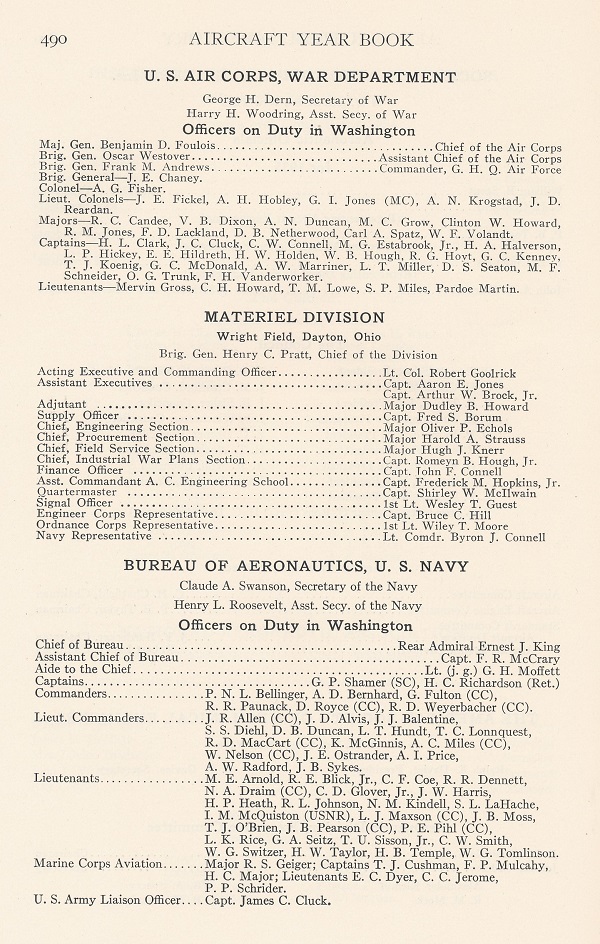 490 AIRCRAFT YEAR BOOK
U. S. AIR CORPS, WAR DEPARTMENT
George H. Dern, Secretary of War
Harry H. Woodring, Asst. Secy. of War
Officers on Duty in Washington
Maj. Gen. Benjamin D. Foulois................................Chief of the Air Corps
Brig. Gen. Oscar Westover............................Assistant Chief of the Air Corps
Brig. Gen. Frank M. Andrews.........................Commander, G. H. Q. Air Force
Brig. General—J. E. Chaney.
Colonel—A. G. Fisher.
Lieut. Colonels—J. E. Fickel, A. H. Hobley, G. I. Jones (MC), A. N. Krogstad, J. D.
Reardan.
Majors—R. C. Candee, V. B. Dixon, A. N. Duncan, M. C. Grow, Clinton W. Howard,
R. M. Jones, F. D. Lackland, D. B. Netherwood, Carl A. Spatz, W. F. Volandt.
Captains—H. L. Clark, J. C. Cluck, C. W. Connell, M. G. Estabrook, Jr., H. A. Halverson,
L. P. Hickey, E. E. Hildreth, H. W. Holden, W. B. Hough, R. G. Hoyt, G. C. Kenney,
T. J. Koenig, G. C. McDonald, A. W. Marriner, L. T. Miller, D. S. Seaton, M. F.
Schneider, O. G. Trunk, F. H. Vanderworker.
Lieutenants—Mervin Gross, C. H. Howard, T. M. Lowe, S. P. Miles, Pardoe Martin.
MATERIEL DIVISION
Wright Field, Dayton, Ohio
Brig. Gen. Henry C. Pratt, Chief of the Division
Acting Executive and Commanding Officer................Lt. Col. Robert Goolrick
Assistant Executives ..................................Capt. Aaron E. Jones
Capt. Arthur W. Brock, Jr.
Adjutant ..............................................Major Dudley B. Howard
Supply Officer ........................................Capt. Fred S. Borum
Chief, Engineering Section.............................Major Oliver P. Echols
Chief, Procurement Section.............................Major Harold A. Strauss
Chief, Field Service Section...........................Major Hugh J. Knerr
Chief, Industrial War Plans Section....................Capt. Romeyn B. Hough, Jr.
Finance Officer .......................................Capt. John F. Connell
Asst. Commandant A. C. Engineering School..............Capt. Frederick M. Hopkins, Jr.
Quartermaster .........................................Capt. Shirley W. McIlwain
Signal Officer ........................................1st Lt. Wesley T. Guest
Engineer Corps Representative..........................Capt. Bruce C. Hill
Ordnance Corps Representative..........................1st Lt. Wiley T. Moore
Navy Representative ...................................Lt. Comdr. Byron J. Connell
BUREAU OF AERONAUTICS, U. S. NAVY
Claude A. Swanson, Secretary of the Navy
Henry L. Roosevelt, Asst. Secy. of the Navy
Officers on Duty in Washington
Chief of Bureau.......................................Rear Admiral Ernest J. King
Assistant Chief of Bureau.....................................Capt. F. R. McCrary
Aide to the Chief...........................................Lt. (j. g.) G. H. Moffett
Captains................................G. P. Shamer (SC), H. C. Richardson (Ret.)
Commanders..............P. N. L. Bellinger, A. D. Bernhard, G. Fulton (CC),
R. R. Paunack, D. Royce (CC), R. D. Weyerbacher (CC).
Lieut. Commanders.........J. R. Allen (CC), J. D. Alvis, J. J. Balentine,
S. S. Diehl, D. B. Duncan, L. T. Hundt, T. C. Lonnquest,
R. D. MacCart (CC), K. McGinnis, A. C. Miles (CC),
W. Nelson (CC), J. E. Ostrander, A. I. Price,
A. W. Radford, J. B. Sykes.
Lieutenants...............M. E. Arnold, R. E. Blick, Jr., C. F. Coe, R. R. Dennett,
N. A. Draim (CC), C. D. Glover, Jr., J. W. Harris,
H. P. Heath, R. L. Johnson, N. M. Kindell, S. L. LaHache,
I. M. McQuiston (USNR), L. J. Maxson (CC), J. B. Moss,
T. J. O'Brien, J. B. Pearson (CC), P. E. Pihl (CC),
L. K. Rice, G. A. Seitz, T. U. Sisson, Jr., C. W. Smith,
W. G. Switzer, H. W. Taylor, H. B. Temple, W. G. Tomlinson.
Marine Corps Aviation.......Major R. S. Geiger; Captains T. J. Cushman, F. P. Mulcahy,
H. C. Major; Lieutenants E. C. Dyer, C. C. Jerome,
P. P. Schrider.
U. S. Army Liaison Officer....Capt. James C. Cluck.